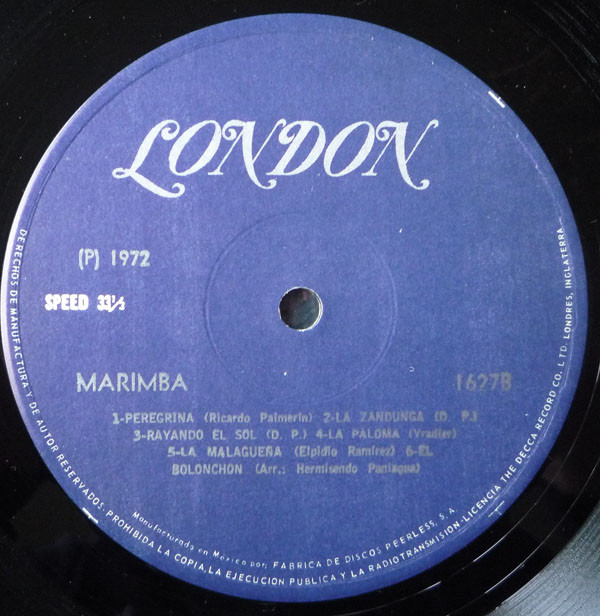 LONDON
(P) 1972
SPEED 33⅓
MARIMBA
1627B
1-PEREGRINA (Ricardo Palmerin) 2-LA ZANDUNGA (D. P.)
3-RAYANDO EL SOL (D. P.) 4-LA PALOMA (Yradier)
5-LA MALAGUEÑA (Elpidio Ramirez) 6-EL
BOLONCHON (Arr.: Hermisendo Paniagua)
Manufacturado en Mexico por: FABRICA DE DISCOS PEERLESS, S.A.
DERECHOS DE MANUFACTURA Y DE AUTOR RESERVADOS. PROHIBIDA LA COPIA, LA EJECUCION PUBLICA Y LA RADIOTRANSMISION-LICENCIA THE DECCA RECORD CO. LTD. LONDRES, INGLATERRA